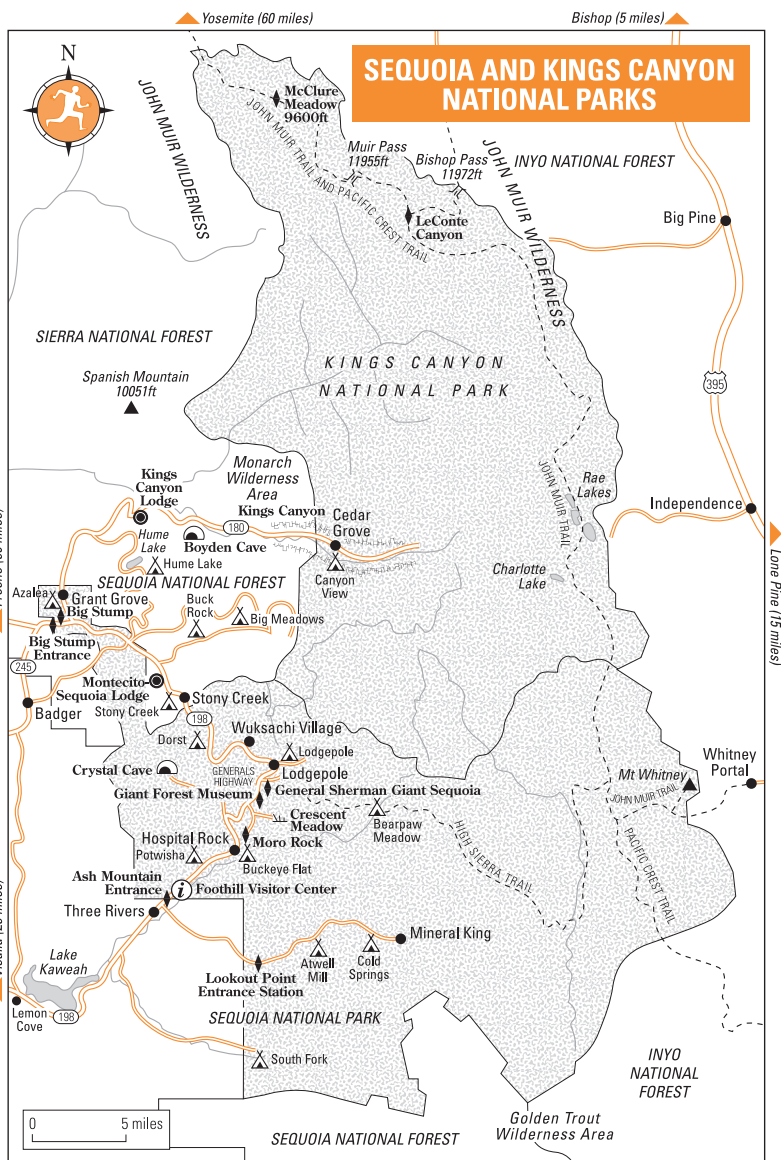 Yosemite (60 miles)
Bishop (5 miles)
SEQUOIA AND KINGS CANYON
NATIONAL PARKS
N
McClure
Meadow
9600ft
JOHN MUIR WILDERNESS
JOHN MUIR TRAIL AND PACIFIC CREST TRAIL
Muir Pass
11955ft
Bishop Pass
11972ft
JOHN MUIR WILDERNESS
INYO NATIONAL FOREST
Big Pine
LeConte
Canyon
SIERRA NATIONAL FOREST
KINGS CANYON
NATIONAL PARK
Spanish Mountain
10051ft
395
Kings
Canyon
Lodge
Monarch
Wilderness
Area
Kings Canyon
Cedar
Grove
180
JOHN MUIR TRAIL
Rae
Lakes
Independence
Hume
Lake
Boyden Cave
Hume Lake
Canyon
View
Charlotte
Lake
Lone Pine (15 miles)
SEQUOIA NATIONAL FOREST
Azalea
Grant Grove
Big Stump
Buck
Rock
Big Meadows
Big Stump
Entrance
245
Montecito-
Sequoia Lodge
Stony Creek
Stony Creek
Badger
198
Wuksachi Village
Dorst
Lodgepole
Lodgepole
Crystal Cave
GENERALS
HIGHWAY
Giant Forest Museum
General Sherman Giant Sequoia
Mt Whitney
Whitney
Portal
JOHN MUIR TRAIL
Crescent
Meadow
Bearpaw
Meadow
Hospital Rock
Moro Rock
Potwisha
Buckeye Flat
HIGH SIERRA TRAIL
PACIFIC CREST TRAIL
Ash Mountain
Entrance
i
Foothill Visitor Center
Three Rivers
Mineral King
Atwell
Mill
Cold
Springs
Lake
Kaweah
Lookout Point
Entrance Station
Lemon
Cove
198
SEQUOIA NATIONAL PARK
South Fork
INYO
NATIONAL
FOREST
0
5 miles
Golden Trout
Wilderness Area
SEQUOIA NATIONAL FOREST